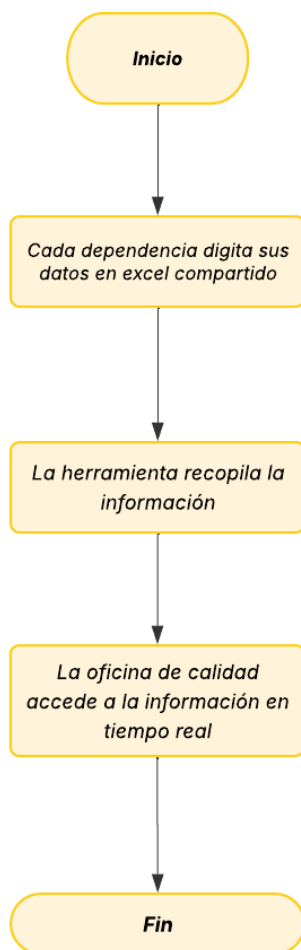 Inicio
Cada dependencia digita sus
datos en excel compartido
La herramienta recopila la
información
La oficina de calidad
accede a la información en
tiempo real
Fin